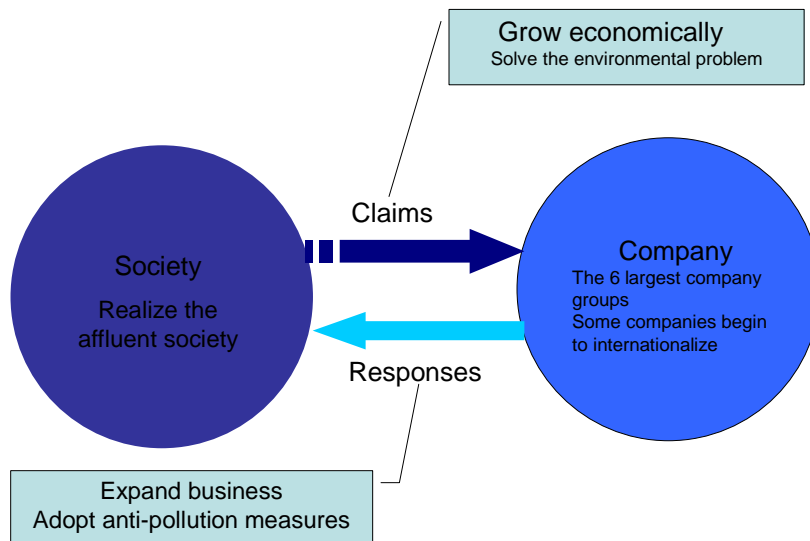 Grow economically
Solve the environmental problem
Claims
Society
Realize the
affluent society
Company
The 6 largest company
groups
Some companies begin
to internationalize
Responses
Expand business
Adopt anti-pollution measures